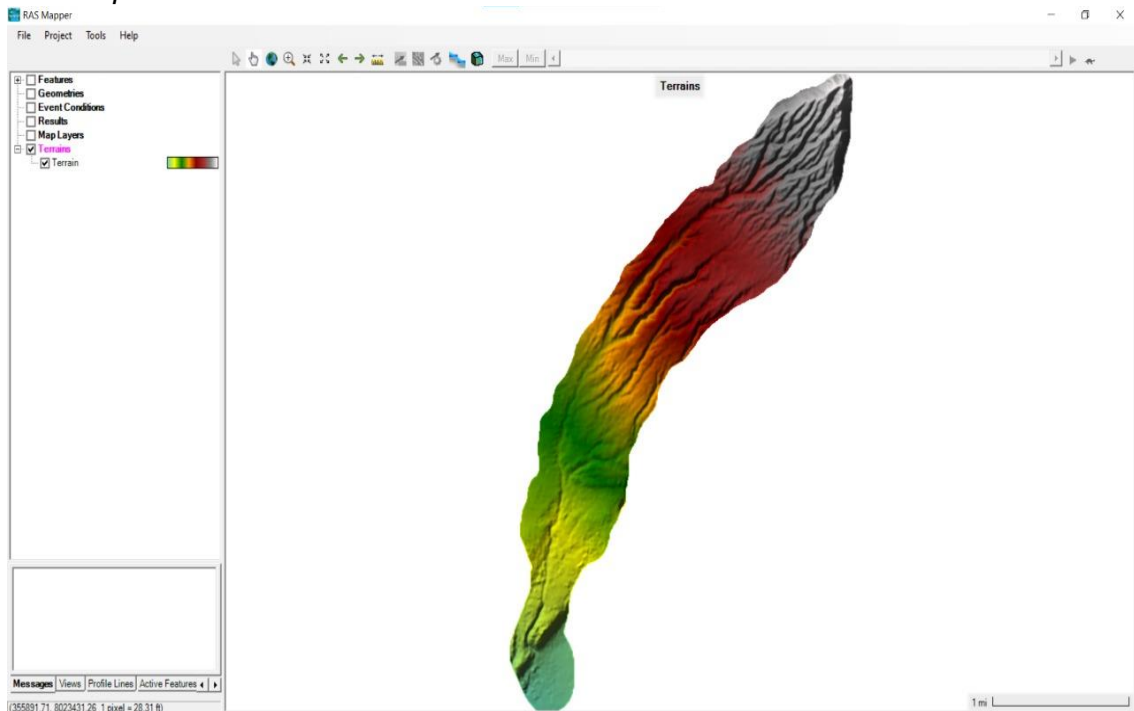 RAS Mapper
File Project Tools Help
Max Min
Features
Geometries
Event Conditions
Results
Map Layers
Terrains
Terrain
Terrains
Messages Views Profile Lines Active Features
1 mi
(355891.71, 8023431.26 1 pixel = 28.31 ft)